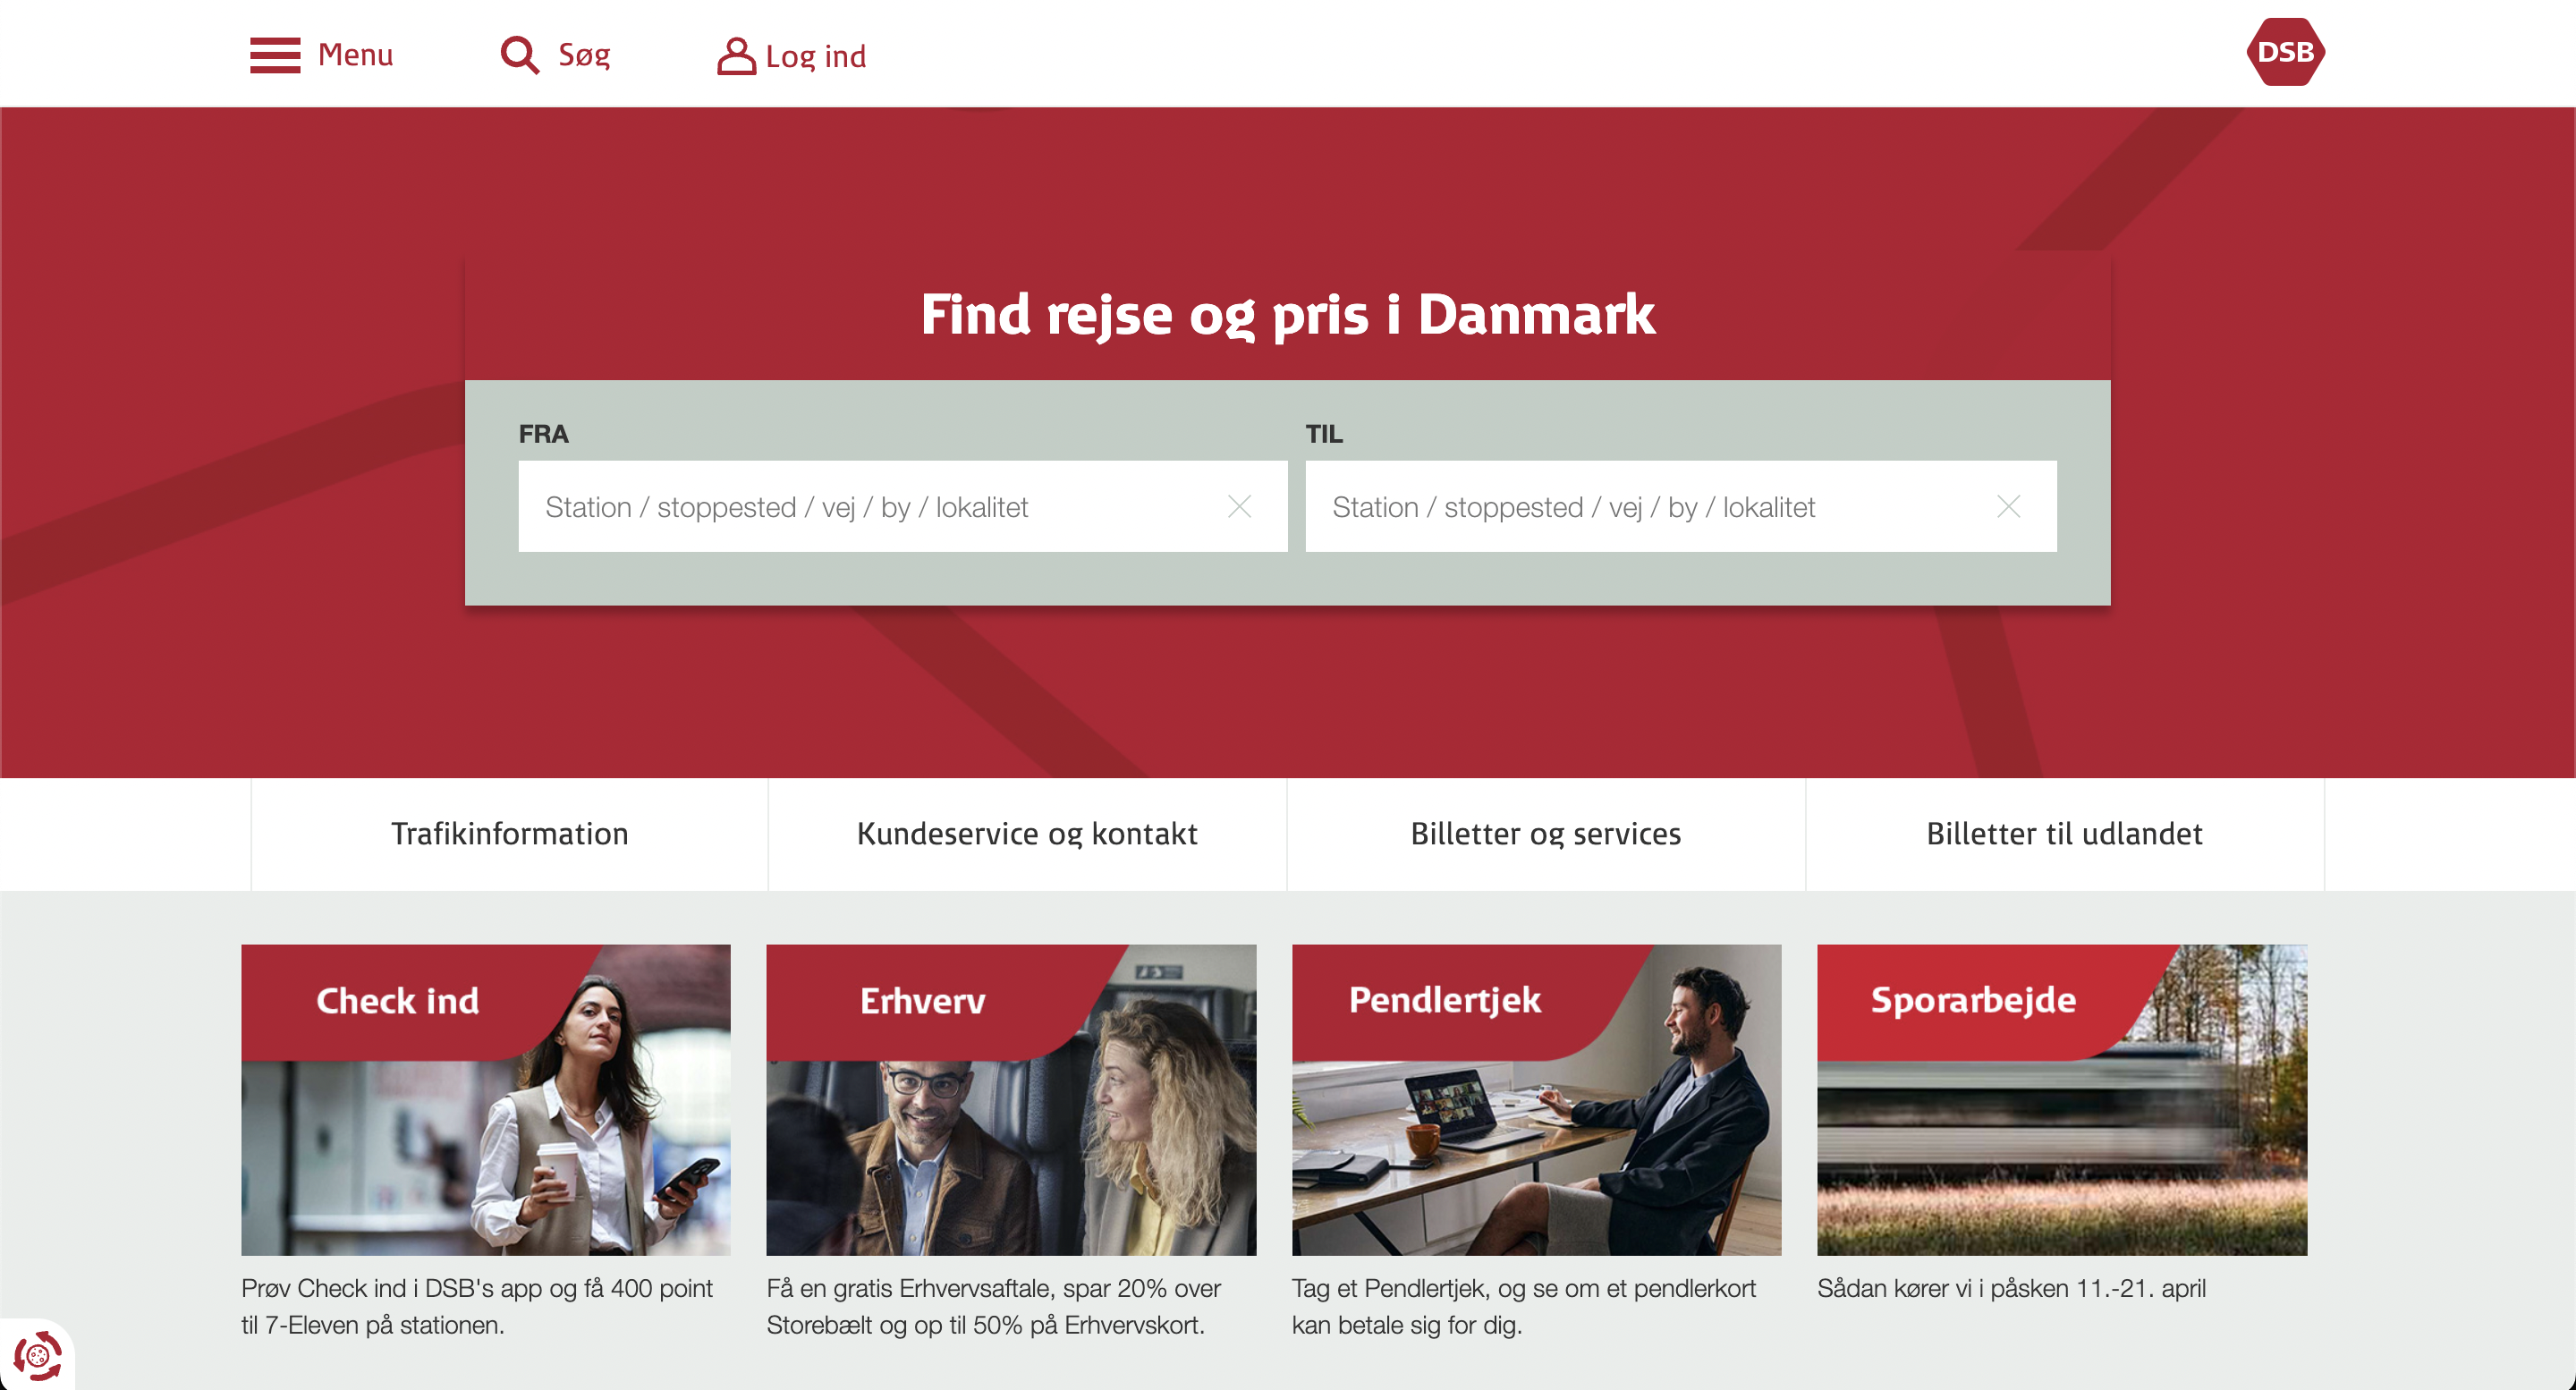 Menu
Søg
Log ind
DSB
Find rejse og pris i Danmark
FRA
TIL
Station / stoppested / vej / by / lokalitet
Station / stoppested / vej / by / lokalitet
Trafikinformation
Kundeservice og kontakt
Billetter og services
Billetter til udlandet
Check ind
Prøv Check ind i DSB's app og få 400 point
til 7-Eleven på stationen.
Erhverv
Få en gratis Erhvervsaftale, spar 20% over
Storebælt og op til 50% på Erhvervskort.
Pendlertjek
Tag et Pendlertjek, og se om et pendlerkort
kan betale sig for dig.
Sporarbejde
Sådan kører vi i påsken 11.-21. april